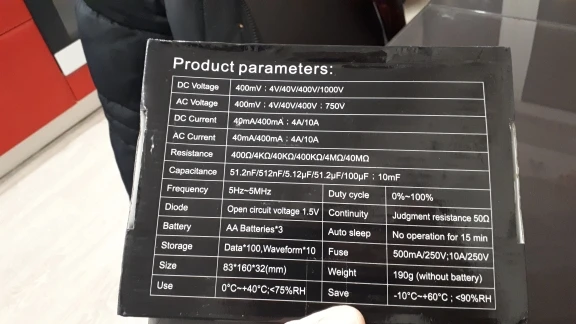 Product parameters:
DC Voltage 400mV : 4V/40V/400V/1000V
AC Voltage 400mV : 4V/40V/400V : 750V
DC Current 40mA/400mA : 4A/10A
AC Current 40mA/400mA : 4A/10A
Resistance 400Ω/4KΩ/40KΩ/400KΩ/4MΩ/40MΩ
Capacitance 51.2nF/512nF/5.12μF/51.2μF/100μF : 10mF
Frequency 5Hz~5MHz Duty cycle 0%~100%
Diode Open circuit voltage 1.5V Continuity Judgment resistance 50Ω
Battery AA Batteries*3 Auto sleep No operation for 15 min
Storage Data*100,Waveform*10 Fuse 500mA/250V;10A/250V
Size 83*160*32(mm) Weight 190g (without battery)
Use 0°C~+40°C;<75%RH Save -10°C~+60°C ; <90%RH